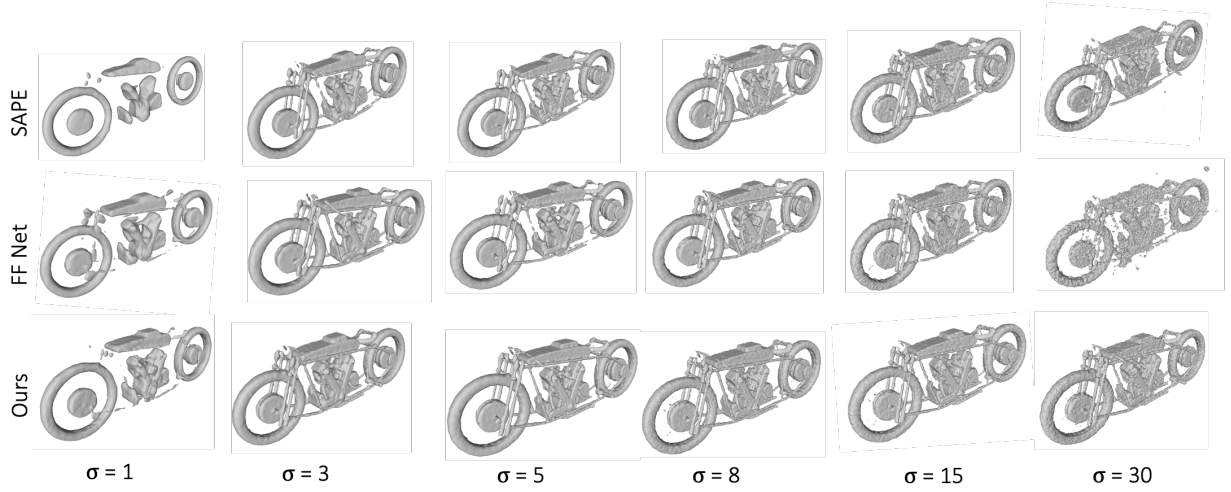 SAPE
FF Net
Ours
σ = 1 σ = 3 σ = 5 σ = 8 σ = 15 σ = 30